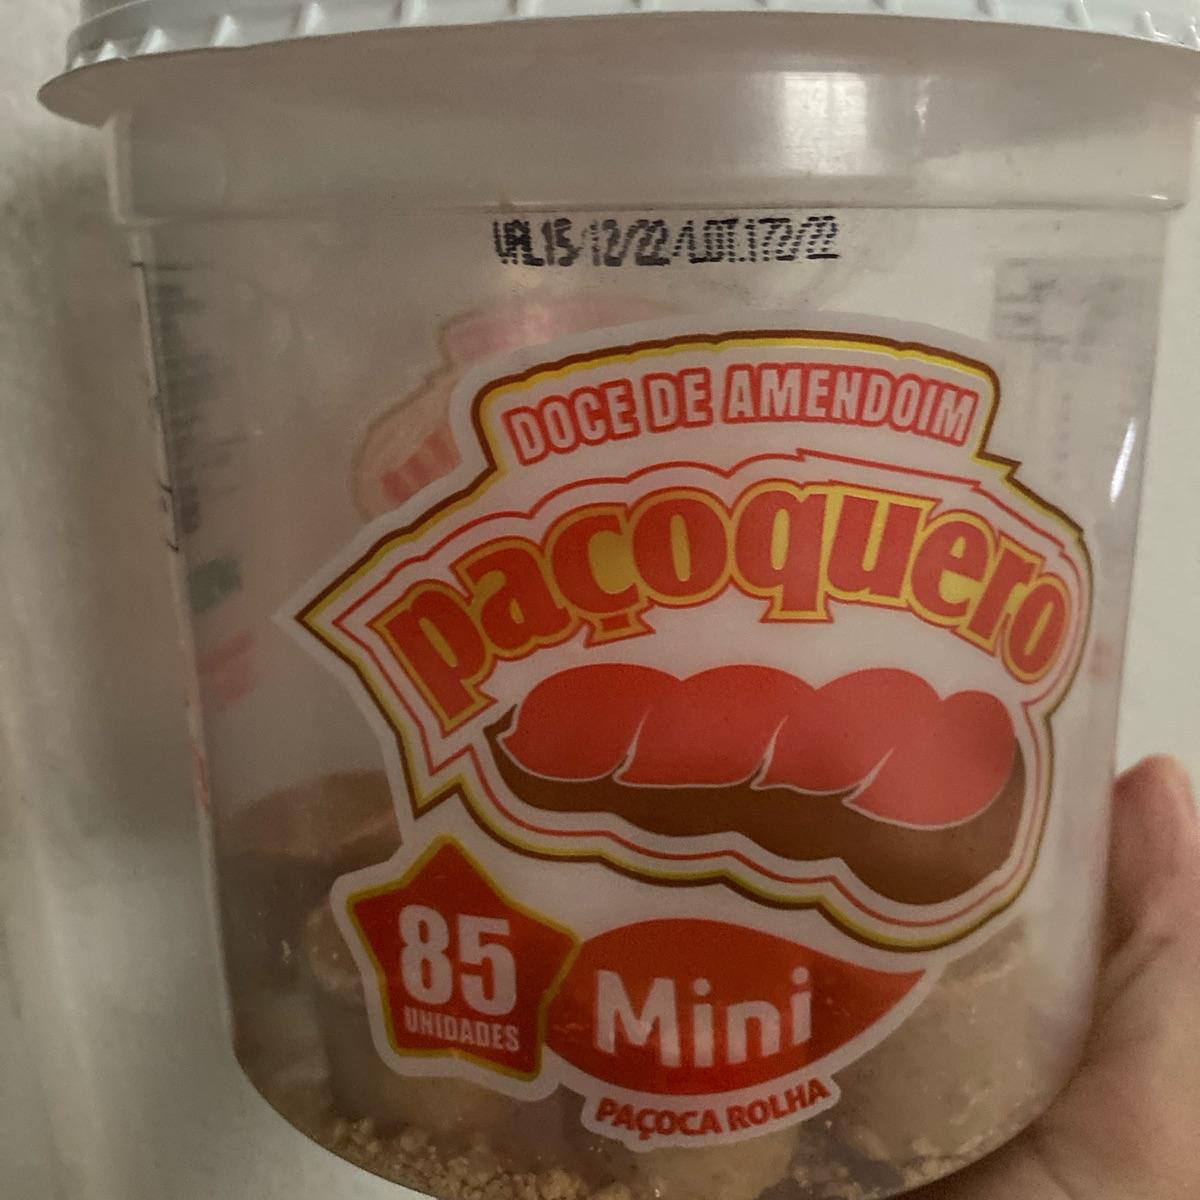 VAL.15/12/22/LOT.172/22
DOCE DE AMENDOIM
paçoquero
85
UNIDADES
Mini
PAÇOCA ROLHA